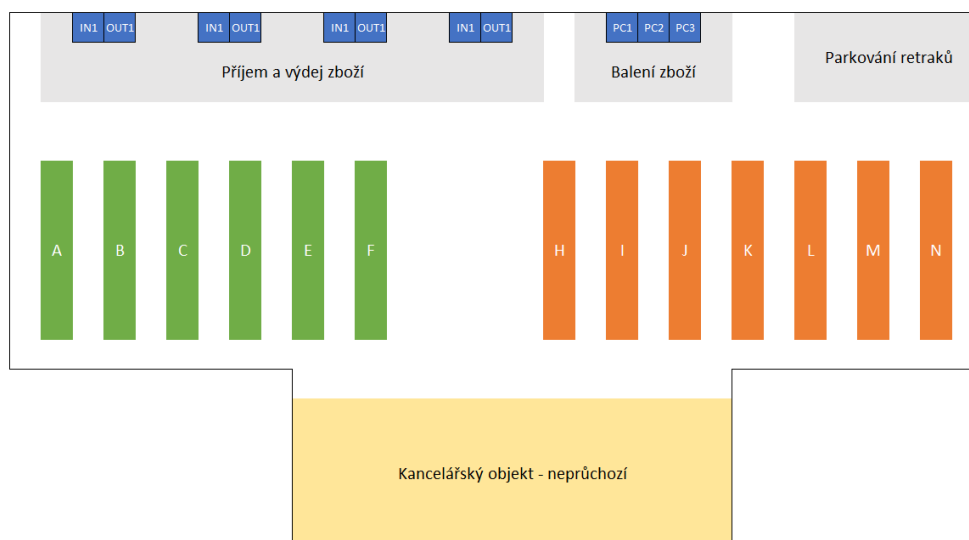 IN1 OUT1 IN1 OUT1 IN1 OUT1 IN1 OUT1 PC1 PC2 PC3
Příjem a výdej zboží Balení zboží Parkování retraků
A B C D E F H I J K L M N
Kancelářský objekt - neprůchozí